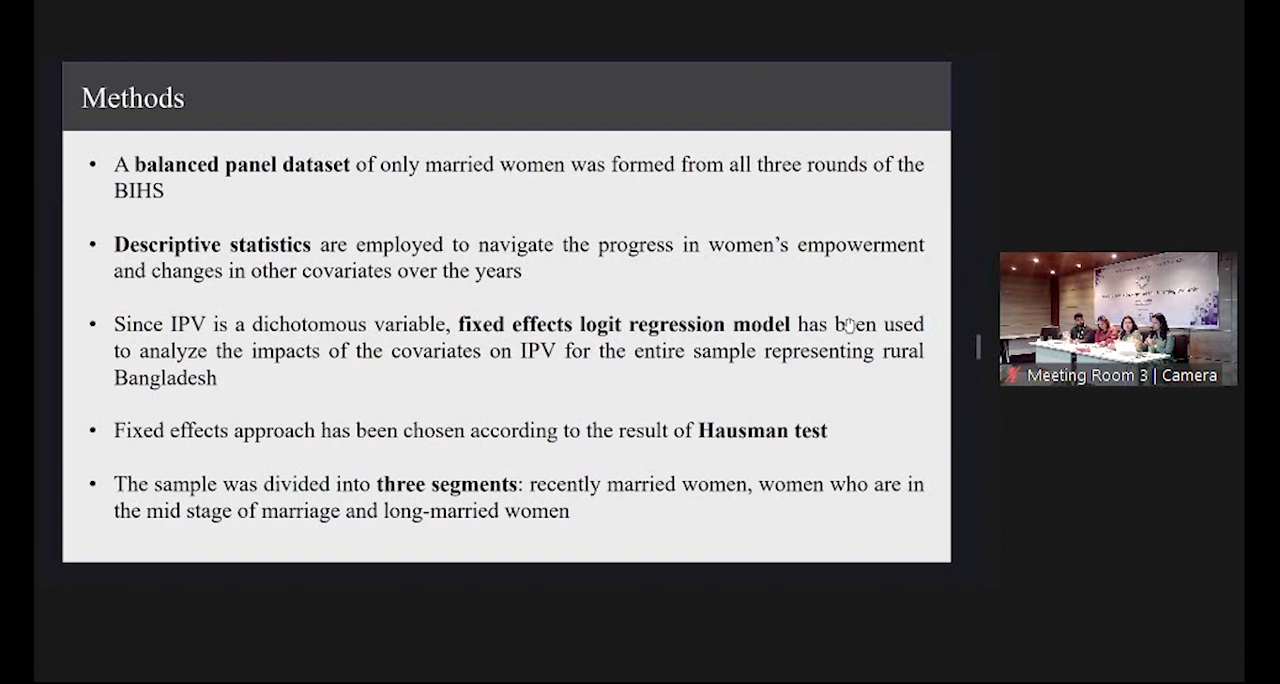 Methods
• A balanced panel dataset of only married women was formed from all three rounds of the
BIHS
• Descriptive statistics are employed to navigate the progress in women's empowerment
and changes in other covariates over the years
• Since IPV is a dichotomous variable, fixed effects logit regression model has been used
to analyze the impacts of the covariates on IPV for the entire sample representing rural
Bangladesh
• Fixed effects approach has been chosen according to the result of Hausman test
• The sample was divided into three segments: recently married women, women who are in
the mid stage of marriage and long-married women
Meeting Room 3 | Camera